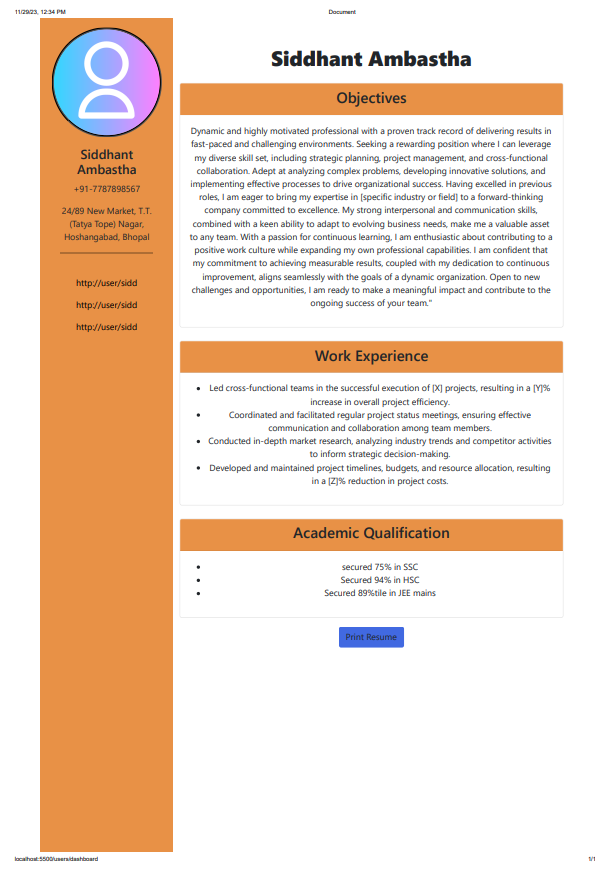 11/29/23, 12:34 PM
Document
Siddhant
Ambastha
+91-7787898567
24/89 New Market, T.T.
(Tatya Tope) Nagar,
Hoshangabad, Bhopal
http://user/sidd
http://user/sidd
http://user/sidd
Siddhant Ambastha
Objectives
Dynamic and highly motivated professional with a proven track record of delivering results in
fast-paced and challenging environments. Seeking a rewarding position where I can leverage
my diverse skill set, including strategic planning, project management, and cross-functional
collaboration. Adept at analyzing complex problems, developing innovative solutions, and
implementing effective processes to drive organizational success. Having excelled in previous
roles, I am eager to bring my expertise in [specific industry or field] to a forward-thinking
company committed to excellence. My strong interpersonal and communication skills,
combined with a keen ability to adapt to evolving business needs, make me a valuable asset
to any team. With a passion for continuous learning, I am enthusiastic about contributing to a
positive work culture while expanding my own professional capabilities. I am confident that
my commitment to achieving measurable results, coupled with my dedication to continuous
improvement, aligns seamlessly with the goals of a dynamic organization. Open to new
challenges and opportunities, I am ready to make a meaningful impact and contribute to the
ongoing success of your team."
Work Experience
• Led cross-functional teams in the successful execution of [X] projects, resulting in a [Y]%
increase in overall project efficiency.
• Coordinated and facilitated regular project status meetings, ensuring effective
communication and collaboration among team members.
• Conducted in-depth market research, analyzing industry trends and competitor activities
to inform strategic decision-making.
• Developed and maintained project timelines, budgets, and resource allocation, resulting
in a [Z]% reduction in project costs.
Academic Qualification
• secured 75% in SSC
• Secured 94% in HSC
• Secured 89%tile in JEE mains
Print Resume
localhost:5500/users/dashboard
1/1